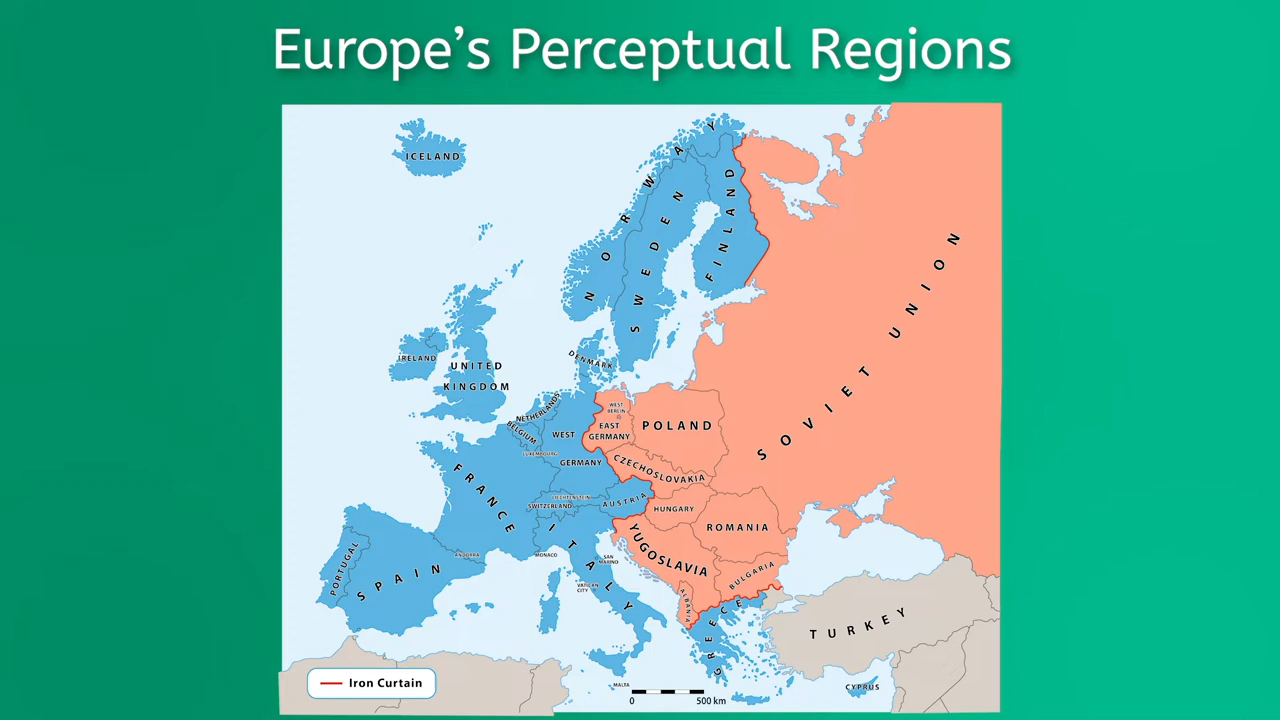 Europe's Perceptual Regions
ICELAND
NORWAY
SWEDEN
FINLAND
SOVIET UNION
IRELAND
UNITED
KINGDOM
DENMARK
NETHERLANDS
BELGIUM
LUXEMBOURG
WEST
GERMANY
WEST
BERLIN
EAST
GERMANY
POLAND
CZECHOSLOVAKIA
FRANCE
LIECHTENSTEIN
SWITZERLAND
AUSTRIA
HUNGARY
ROMANIA
YUGOSLAVIA
BULGARIA
ALBANIA
PORTUGAL
SPAIN
ANDORRA
MONACO
ITALY
SAN
MARINO
VATICAN
CITY
GREECE
TURKEY
MALTA
CYPRUS
Iron Curtain
0 500 km